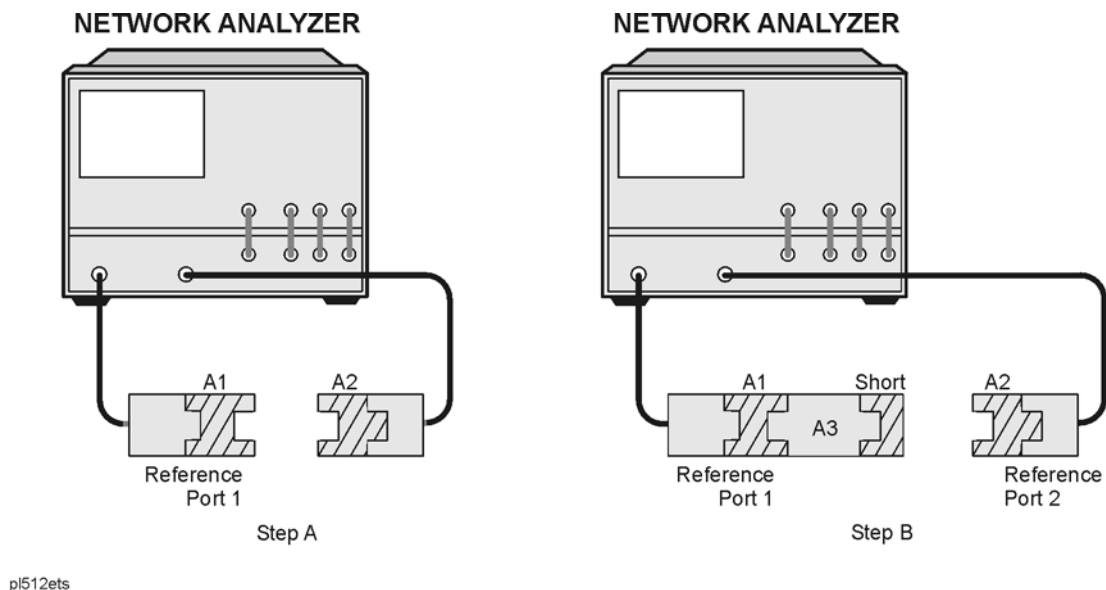 NETWORK ANALYZER
NETWORK ANALYZER
A1
A2
Reference
Port 1
Step A
A1
Short
A2
A3
Reference
Port 1
Reference
Port 2
Step B
pl512ets